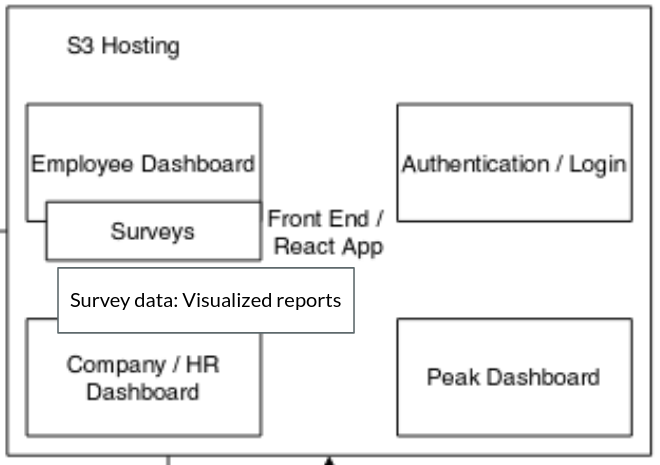 S3 Hosting
Employee Dashboard
Authentication / Login
Surveys
Front End /
React App
Survey data: Visualized reports
Company / HR
Dashboard
Peak Dashboard